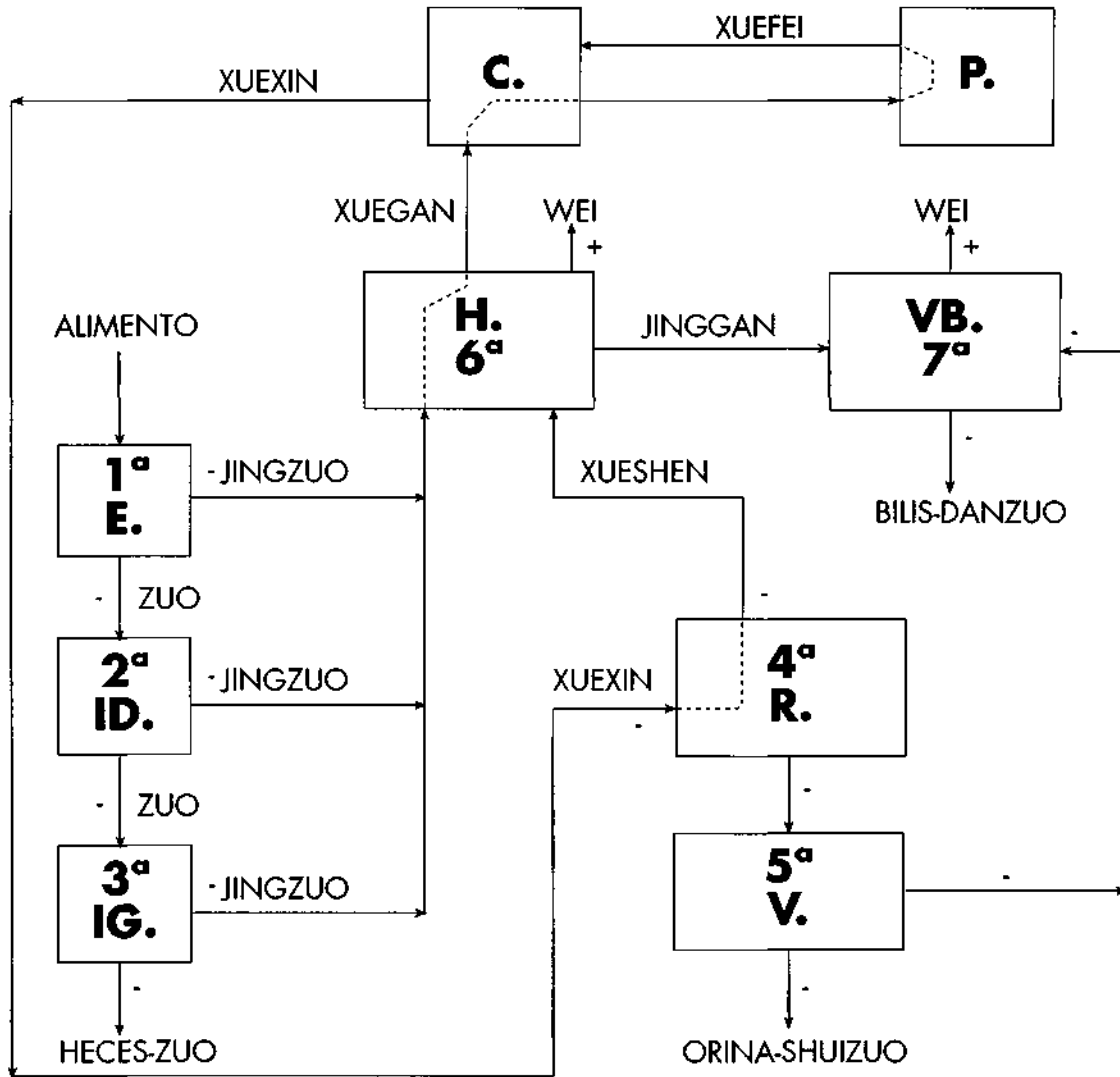 XUEFEI
C.
P.
XUEXIN
XUEGAN
WEI
+
WEI
+
H.
6ª
JINGGAN
VB.
7ª
-
ALIMENTO
-
BILIS-DANZUO
1ª
E.
-JINGZUO
XUESHEN
- ZUO
-
2ª
ID.
-JINGZUO
XUEXIN
-
4ª
R.
- ZUO
-
3ª
IG.
-JINGZUO
5ª
V.
-
-
HECES-ZUO
-
ORINA-SHUIZUO